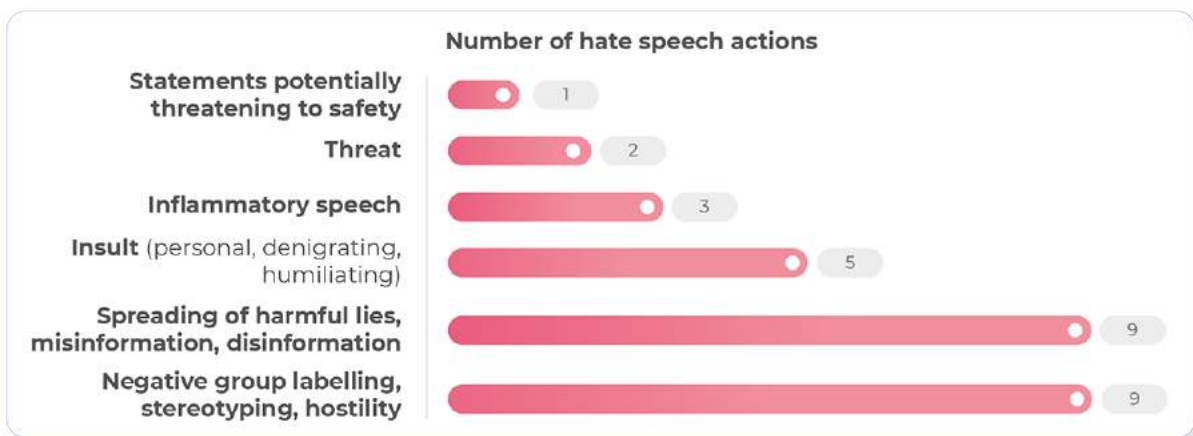 Number of hate speech actions
Statements potentially
threatening to safety
1
Threat
2
Inflammatory speech
3
Insult (personal, denigrating,
humiliating)
5
Spreading of harmful lies,
misinformation, disinformation
9
Negative group labelling,
stereotyping, hostility
9